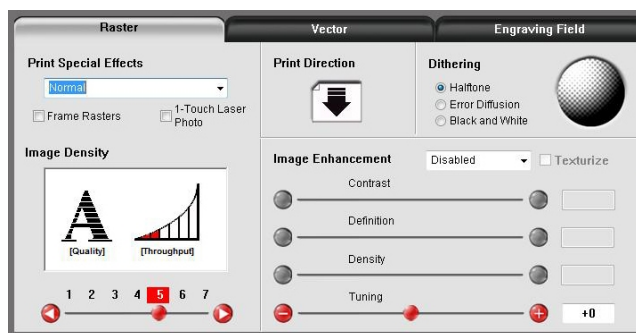 Raster
Vector
Engraving Field
Print Special Effects
Normal
Frame Rasters
1-Touch Laser
Photo
Print Direction
Dithering
Halftone
Error Diffusion
Black and White
Image Density
A
[Quality]
[Throughput]
1 2 3 4 5 6 7
Image Enhancement
Disabled
Texturize
Contrast
Definition
Density
Tuning
+0